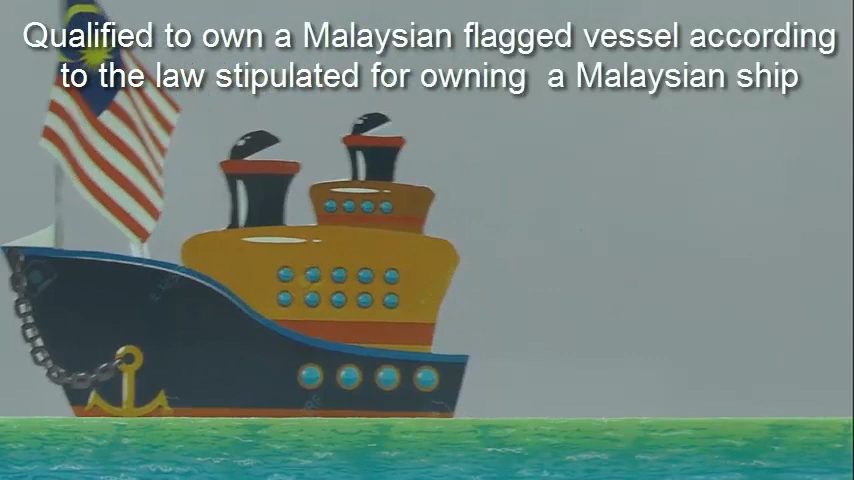 Qualified to own a Malaysian flagged vessel according
to the law stipulated for owning  a Malaysian ship